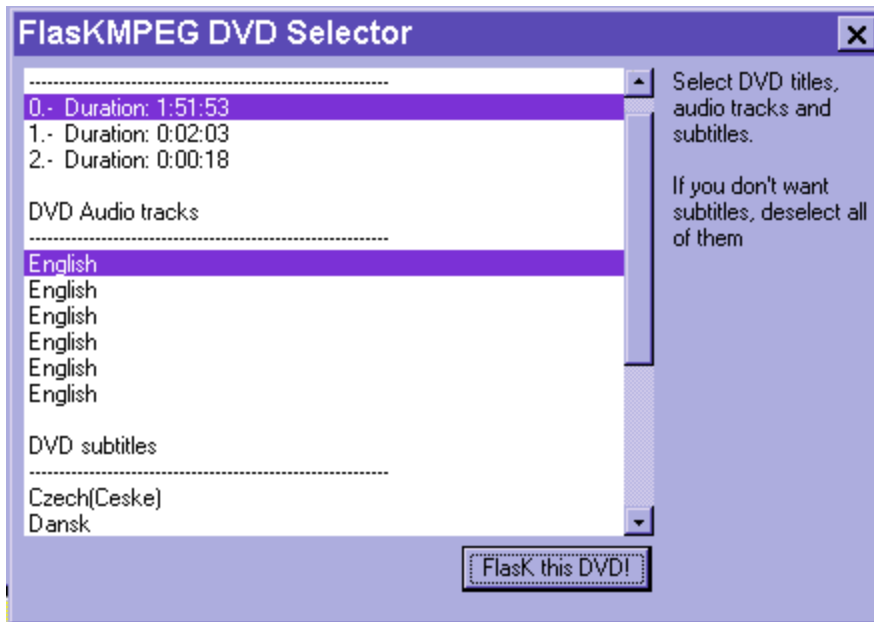 FlasKMPEG DVD Selector
------------------------------------------------------------
0.- Duration: 1:51:53
1.- Duration: 0:02:03
2.- Duration: 0:00:18
DVD Audio tracks
------------------------------------------------------------
English
English
English
English
English
English
DVD subtitles
------------------------------------------------------------
Czech(Ceske)
Dansk
Select DVD titles,
audio tracks and
subtitles.
If you don't want
subtitles, deselect all
of them
FlasK this DVD!